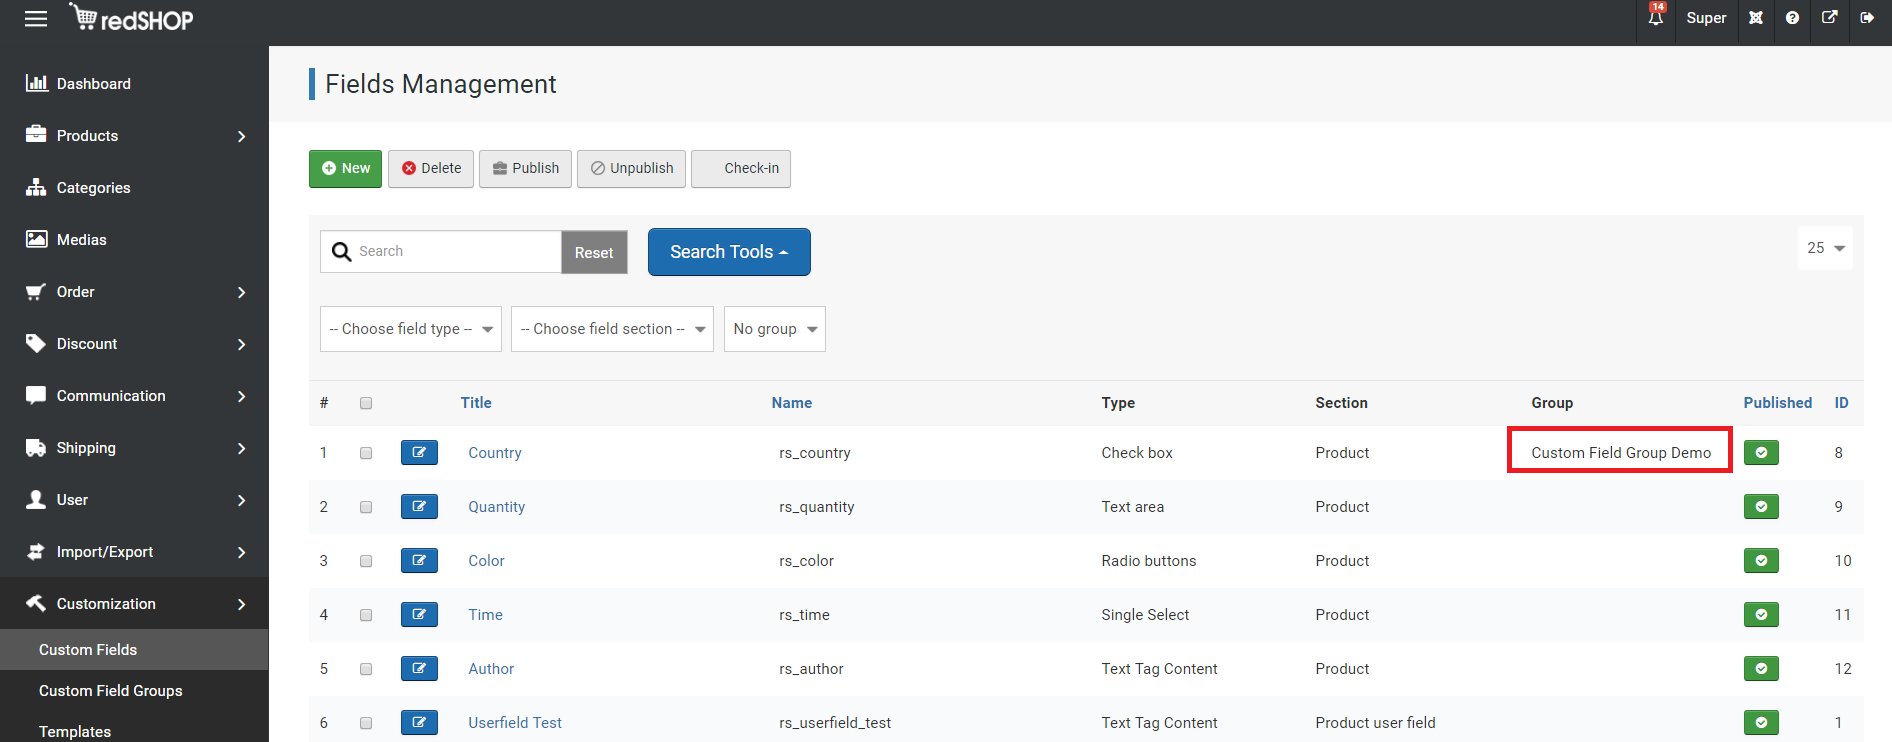 redSHOP
14
Super
Dashboard
Products
Categories
Medias
Order
Discount
Communication
Shipping
User
Import/Export
Customization
Custom Fields
Custom Field Groups
Templates
Fields Management
New Delete Publish Unpublish Check-in
Search Reset Search Tools 25
-- Choose field type -- -- Choose field section -- No group
# Title Name Type Section Group Published ID
1 Country rs_country Check box Product Custom Field Group Demo 8
2 Quantity rs_quantity Text area Product 9
3 Color rs_color Radio buttons Product 10
4 Time rs_time Single Select Product 11
5 Author rs_author Text Tag Content Product 12
6 Userfield Test rs_userfield_test Text Tag Content Product user field 1